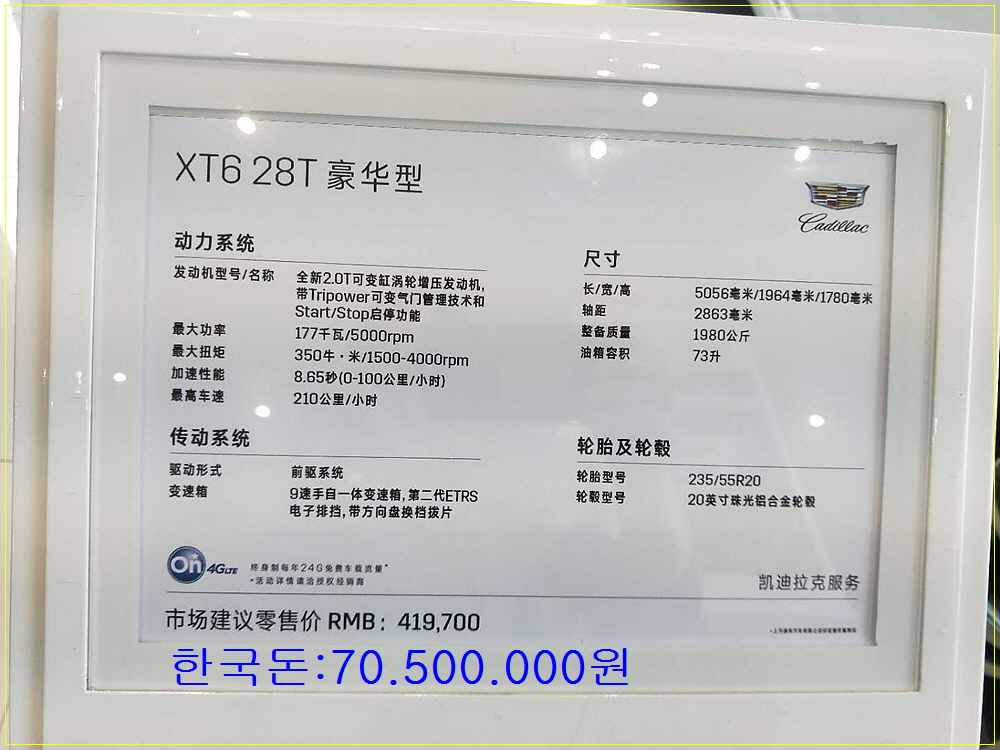 XT6 28T 豪华型
Cadillac
动力系统
发动机型号/名称 全新2.0T可变缸涡轮增压发动机,
带Tripower可变气门管理技术和
Start/Stop启停功能
最大功率 177千瓦/5000rpm
最大扭矩 350牛·米/1500-4000rpm
加速性能 8.65秒(0-100公里/小时)
最高车速 210公里/小时
尺寸
长/宽/高 5056毫米/1964毫米/1780毫米
轴距 2863毫米
整备质量 1980公斤
油箱容积 73升
传动系统
驱动形式 前驱系统
变速箱 9速手自一体变速箱,第二代ETRS
电子排挡,带方向盘换档拨片
轮胎及轮毂
轮胎型号 235/55R20
轮毂型号 20英寸珠光铝合金轮毂
On 4GLTE 终身制每年24G免费车载流量*
*活动详情请洽授权经销商
凯迪拉克服务
市场建议零售价 RMB: 419,700
한국돈:70.500.000원